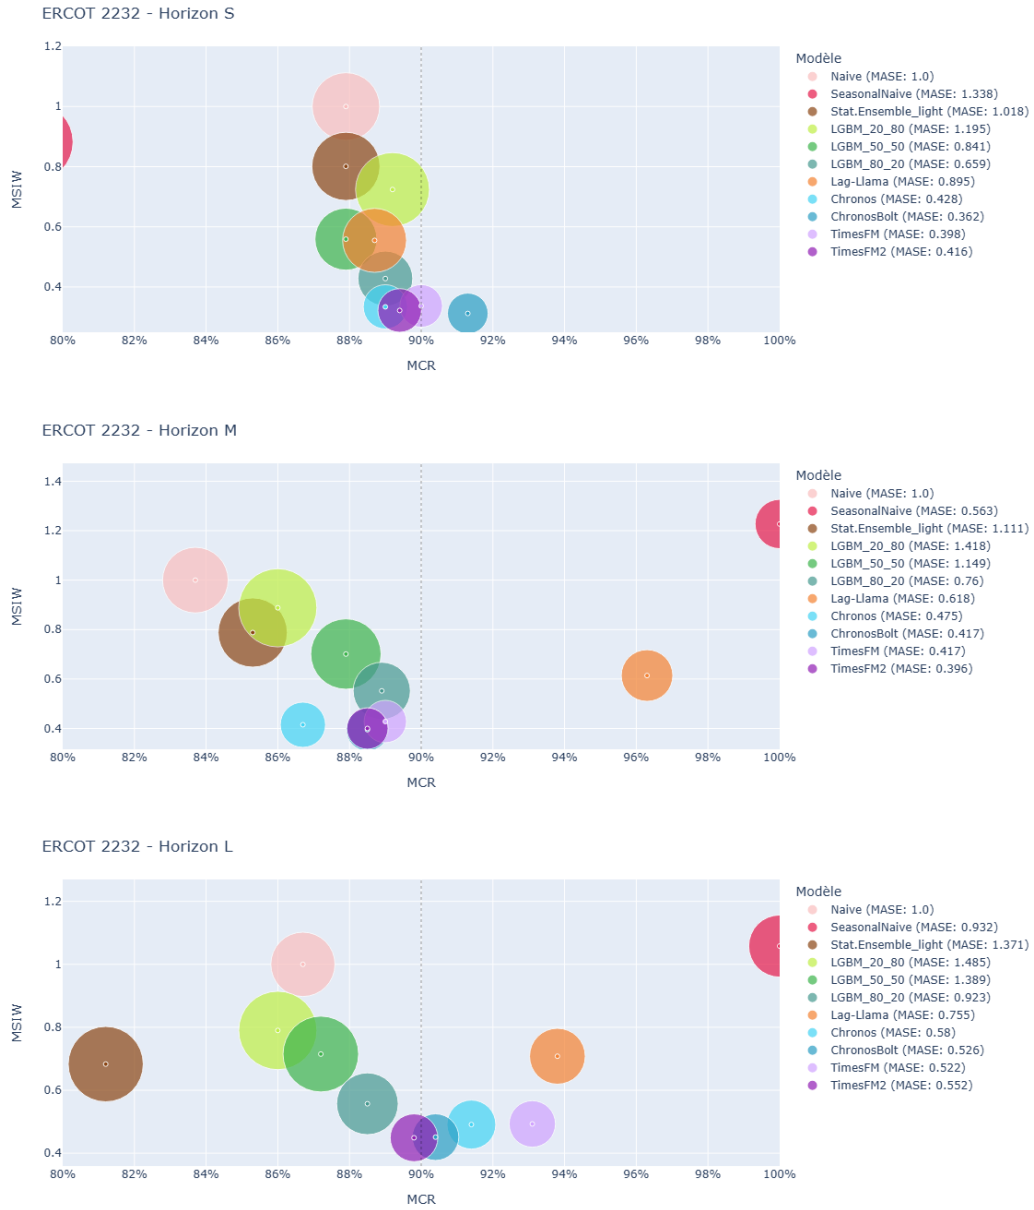 ERCOT 2232 - Horizon S
1.2
1
0.8
0.6
0.4
MSIW
80%
82%
84%
86%
88%
90%
92%
94%
96%
98%
100%
MCR
Modèle
Naive (MASE: 1.0)
SeasonalNaive (MASE: 1.338)
Stat.Ensemble_light (MASE: 1.018)
LGBM_20_80 (MASE: 1.195)
LGBM_50_50 (MASE: 0.841)
LGBM_80_20 (MASE: 0.659)
Lag-Llama (MASE: 0.895)
Chronos (MASE: 0.428)
ChronosBolt (MASE: 0.362)
TimesFM (MASE: 0.398)
TimesFM2 (MASE: 0.416)
ERCOT 2232 - Horizon M
1.4
1.2
1
0.8
0.6
0.4
MSIW
80%
82%
84%
86%
88%
90%
92%
94%
96%
98%
100%
MCR
Modèle
Naive (MASE: 1.0)
SeasonalNaive (MASE: 0.563)
Stat.Ensemble_light (MASE: 1.111)
LGBM_20_80 (MASE: 1.418)
LGBM_50_50 (MASE: 1.149)
LGBM_80_20 (MASE: 0.76)
Lag-Llama (MASE: 0.618)
Chronos (MASE: 0.475)
ChronosBolt (MASE: 0.417)
TimesFM (MASE: 0.417)
TimesFM2 (MASE: 0.396)
ERCOT 2232 - Horizon L
1.2
1
0.8
0.6
0.4
MSIW
80%
82%
84%
86%
88%
90%
92%
94%
96%
98%
100%
MCR
Modèle
Naive (MASE: 1.0)
SeasonalNaive (MASE: 0.932)
Stat.Ensemble_light (MASE: 1.371)
LGBM_20_80 (MASE: 1.485)
LGBM_50_50 (MASE: 1.389)
LGBM_80_20 (MASE: 0.923)
Lag-Llama (MASE: 0.755)
Chronos (MASE: 0.58)
ChronosBolt (MASE: 0.526)
TimesFM (MASE: 0.522)
TimesFM2 (MASE: 0.552)